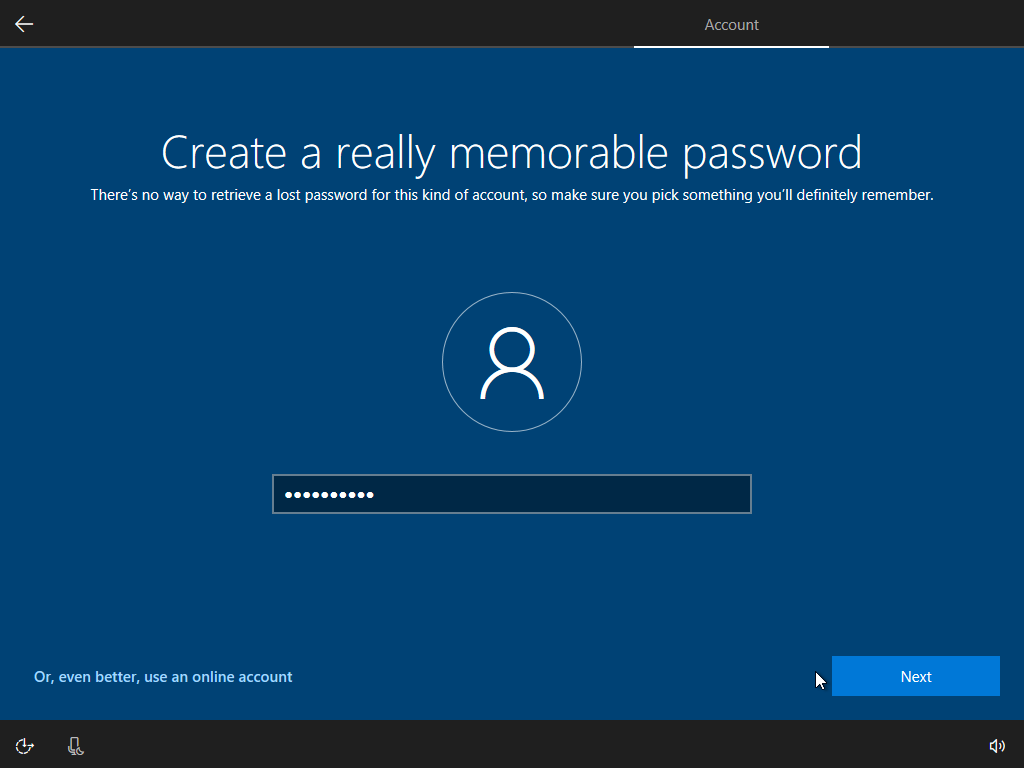 Account
Create a really memorable password
There's no way to retrieve a lost password for this kind of account, so make sure you pick something you'll definitely remember.
••••••••••
Or, even better, use an online account
Next